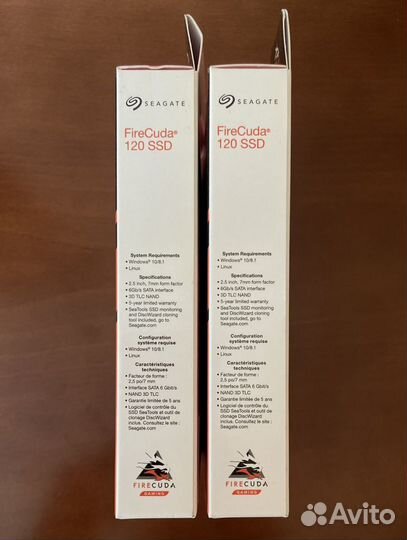 SEAGATE
FireCuda®
120 SSD
System Requirements
• Windows® 10/8.1
• Linux
Specifications
• 2.5 inch, 7mm form factor
• 6Gb/s SATA interface
• 3D TLC NAND
• 5-year limited warranty
• SeaTools SSD monitoring
and DiscWizard cloning
tool included, go to
Seagate.com
Configuration
système requise
• Windows® 10/8.1
• Linux
Caractéristiques
techniques
• Facteur de forme :
2,5 po/7 mm
• Interface SATA 6 Gbit/s
• NAND 3D TLC
• Garantie limitée de 5 ans
• Logiciel de contrôle du
SSD SeaTools et outil de
clonage DiscWizard
inclus. Consultez le site :
Seagate.com
FIRECUDA
GAMING
SEAGATE
FireCuda®
120 SSD
System Requirements
• Windows® 10/8.1
• Linux
Specifications
• 2.5 inch, 7mm form factor
• 6Gb/s SATA interface
• 3D TLC NAND
• 5-year limited warranty
• SeaTools SSD monitoring
and DiscWizard cloning
tool included, go to
Seagate.com
Configuration
système requise
• Windows® 10/8.1
• Linux
Caractéristiques
techniques
• Facteur de forme :
2,5 po/7 mm
• Interface SATA 6 Gbit/s
• NAND 3D TLC
• Garantie limitée de 5 ans
• Logiciel de contrôle du
SSD SeaTools et outil de
clonage DiscWizard
inclus. Consultez le site :
Seagate.com
FIRECUDA
GAMING
Avito